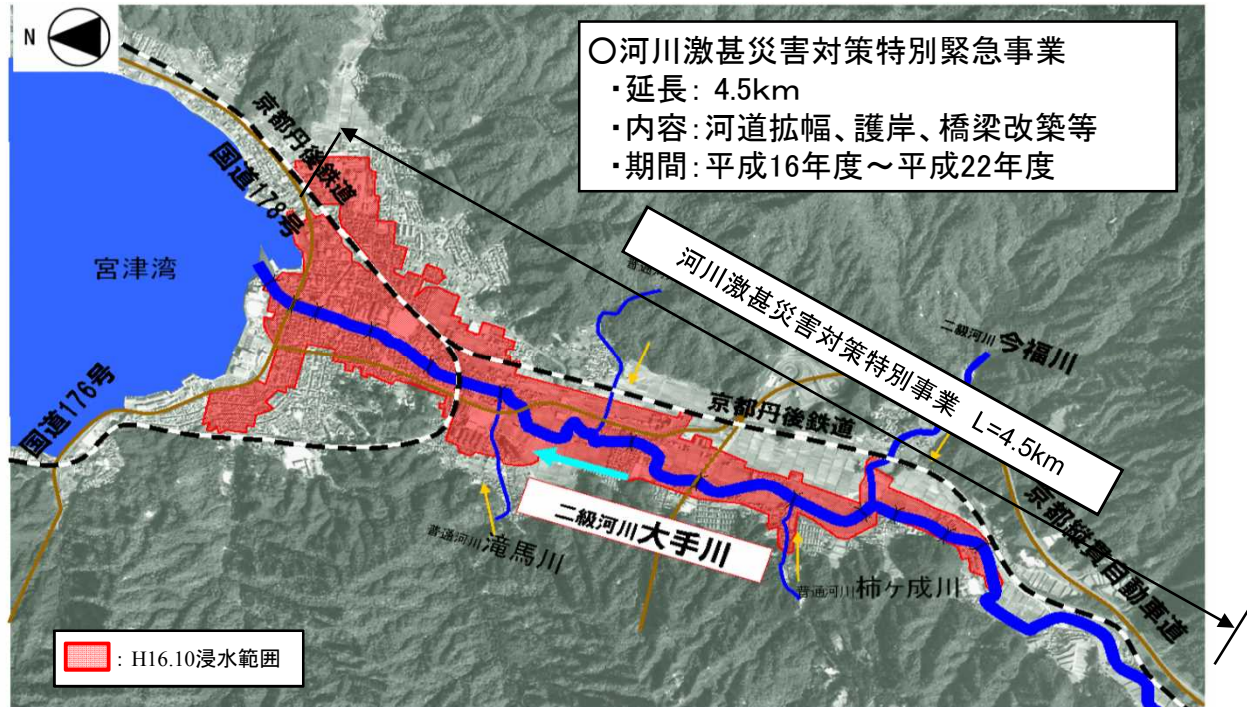 N
○河川激甚災害対策特別緊急事業
・延長：4.5km
・内容：河道拡幅、護岸、橋梁改築等
・期間：平成16年度～平成22年度
京都丹後鉄道
国道178号
宮津湾
普通河川
河川激甚災害対策特別事業 L=4.5km
二級河川 今福川
国道176号
京都丹後鉄道
二級河川 大手川
京都縦貫自動車道
普通河川 滝馬川
普通河川 柿ヶ成川
：H16.10浸水範囲